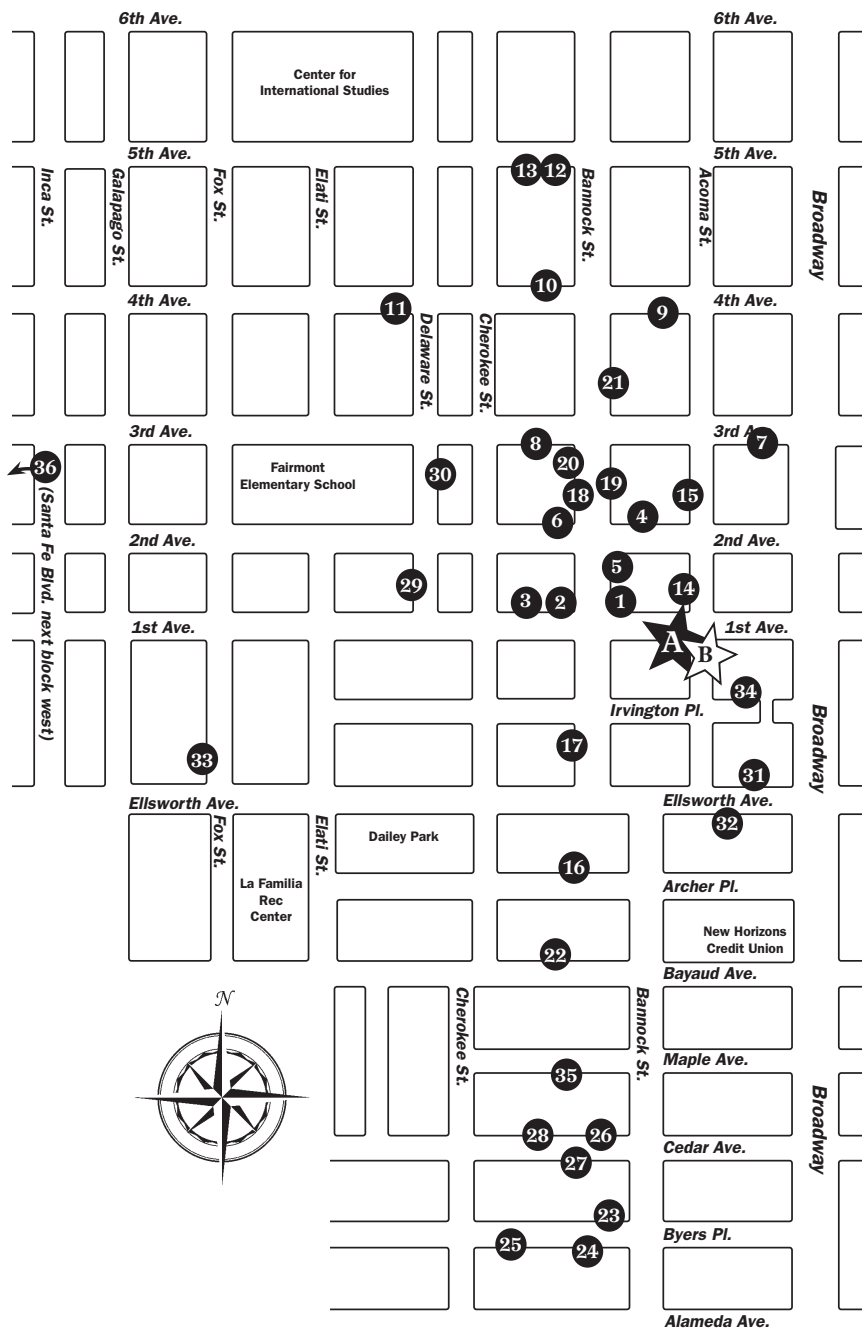 6th Ave.
6th Ave.
Center for
International Studies
5th Ave.
5th Ave.
13
12
Inca St.
Galapago St.
Fox St.
Elati St.
Bannock St.
Acoma St.
Broadway
10
4th Ave.
11
9
4th Ave.
Delaware St.
Cherokee St.
21
3rd Ave.
8
3rd Ave.
7
36
(Santa Fe Blvd. next block west)
Fairmont
Elementary School
30
20
18
19
15
6
4
2nd Ave.
2nd Ave.
29
5
14
3
2
1
1st Ave.
1st Ave.
A
B
34
Irvington Pl.
Broadway
33
17
31
Ellsworth Ave.
Ellsworth Ave.
Fox St.
Elati St.
Dailey Park
32
16
La Familia
Rec
Center
Archer Pl.
New Horizons
Credit Union
22
Bayaud Ave.
N
Cherokee St.
Bannock St.
Maple Ave.
35
Broadway
28
26
Cedar Ave.
27
23
Byers Pl.
25
24
Alameda Ave.